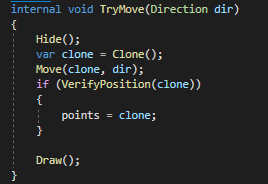 internal void TryMove(Direction dir)
{
Hide();
var clone = Clone();
Move(clone, dir);
if (VerifyPosition(clone))
{
points = clone;
}
Draw();
}